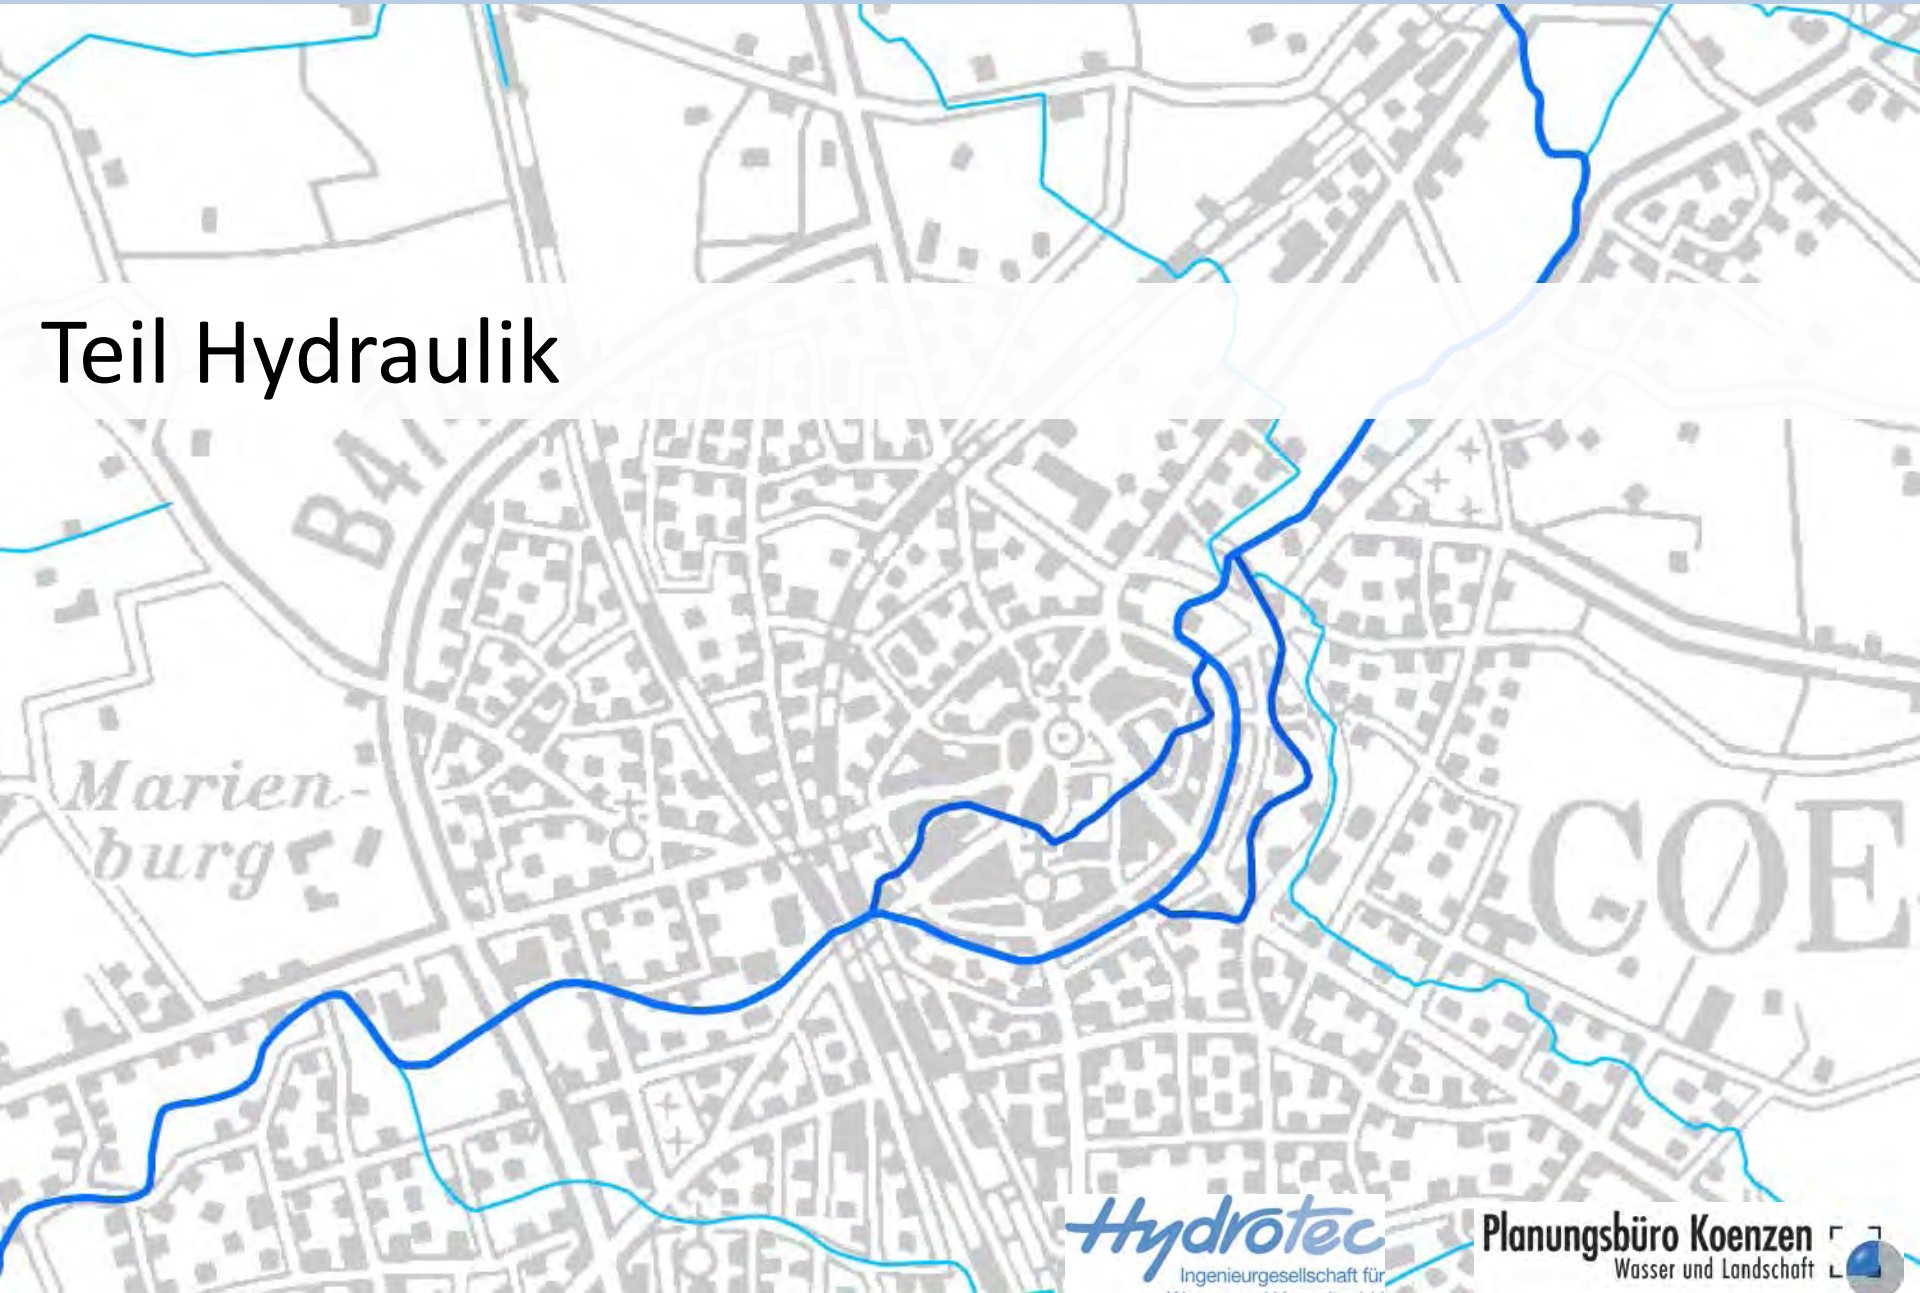 Teil Hydraulik
B4
Marien-
burg
COE
Hydrotec
Ingenieurgesellschaft für
Planungsbüro Koenzen
Wasser und Landschaft